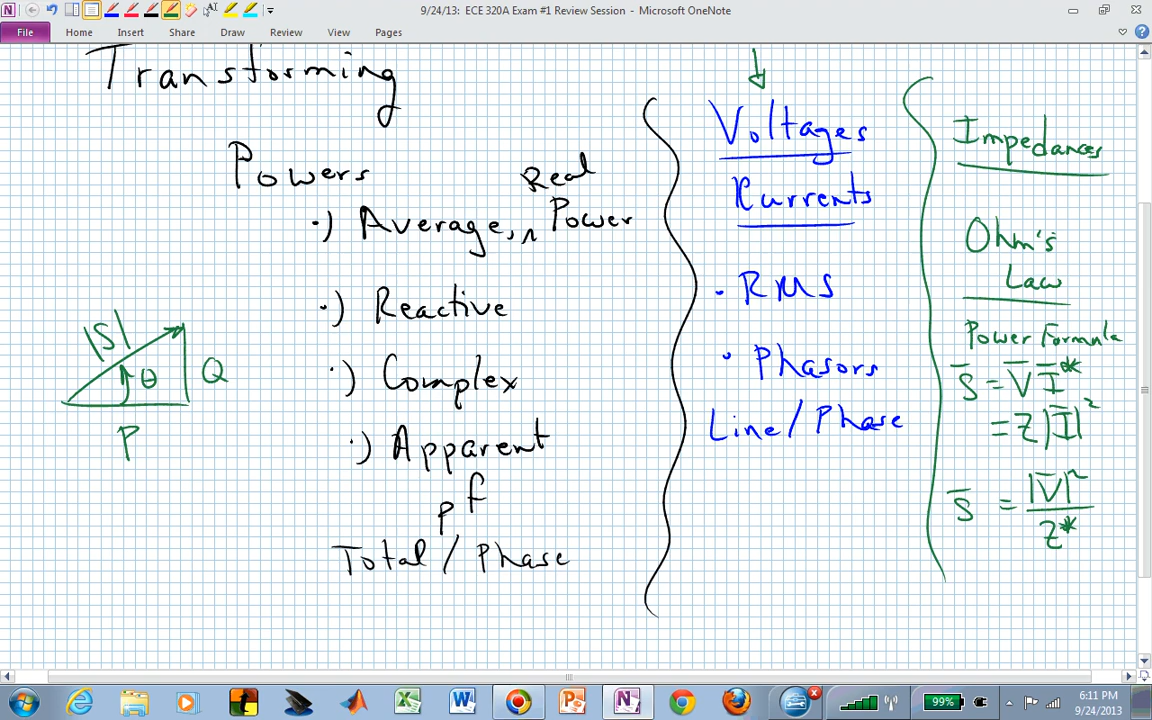 9/24/13: ECE 320A Exam #1 Review Session - Microsoft OneNote
File Home Insert Share Draw Review View Pages
Transforming
Powers
·) Average, ʌ Real Power
·) Reactive
·) Complex
·) Apparent
pf
Total / Phase
|S|
θ
Q
P
Voltages
Currents
· RMS
· Phasors
Line / Phase
Impedances
Ohm's
Law
Power Formula
S̅ = V̅ I̅*
= Z|I̅|²
S̅ = |V̅|² / Z*
99%
6:11 PM
9/24/2013